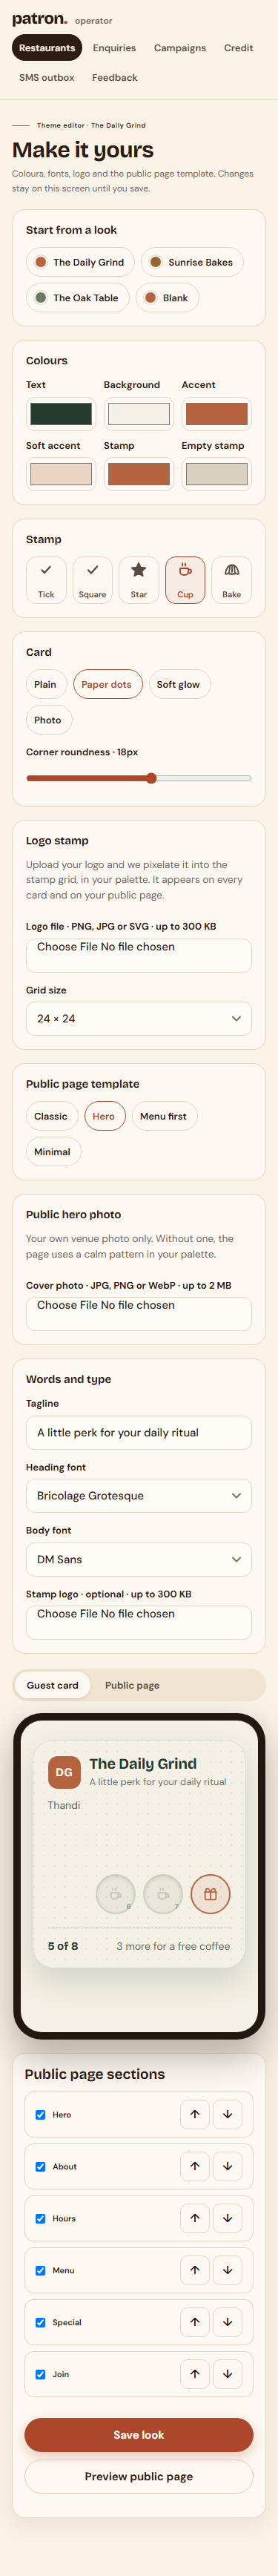 patron. operator
Restaurants Enquiries Campaigns Credit
SMS outbox Feedback
Theme editor · The Daily Grind
Make it yours
Colours, fonts, logo and the public page template. Changes
stay on this screen until you save.
Start from a look
The Daily Grind Sunrise Bakes
The Oak Table Blank
Colours
Text Background Accent
Soft accent Stamp Empty stamp
Stamp
Tick Square Star Cup Bake
Card
Plain Paper dots Soft glow
Photo
Corner roundness · 18px
Logo stamp
Upload your logo and we pixelate it into the
stamp grid, in your palette. It appears on every
card and on your public page.
Logo file · PNG, JPG or SVG · up to 300 KB
Choose File No file chosen
Grid size
24 × 24
Public page template
Classic Hero Menu first
Minimal
Public hero photo
Your own venue photo only. Without one, the
page uses a calm pattern in your palette.
Cover photo · JPG, PNG or WebP · up to 2 MB
Choose File No file chosen
Words and type
Tagline
A little perk for your daily ritual
Heading font
Bricolage Grotesque
Body font
DM Sans
Stamp logo · optional · up to 300 KB
Choose File No file chosen
Guest card Public page
DG The Daily Grind
A little perk for your daily ritual
Thandi
6 7
5 of 8 3 more for a free coffee
Public page sections
Hero
About
Hours
Menu
Special
Join
Save look
Preview public page